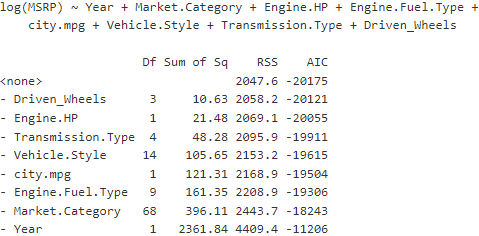 log(MSRP) ~ Year + Market.Category + Engine.HP + Engine.Fuel.Type +
    city.mpg + Vehicle.Style + Transmission.Type + Driven_Wheels

                    Df Sum of Sq    RSS    AIC
<none>                           2047.6 -20175
- Driven_Wheels      3     10.63 2058.2 -20121
- Engine.HP          1     21.48 2069.1 -20055
- Transmission.Type  4     48.28 2095.9 -19911
- Vehicle.Style     14    105.65 2153.2 -19615
- city.mpg           1    121.31 2168.9 -19504
- Engine.Fuel.Type   9    161.35 2208.9 -19306
- Market.Category   68    396.11 2443.7 -18243
- Year               1   2361.84 4409.4 -11206